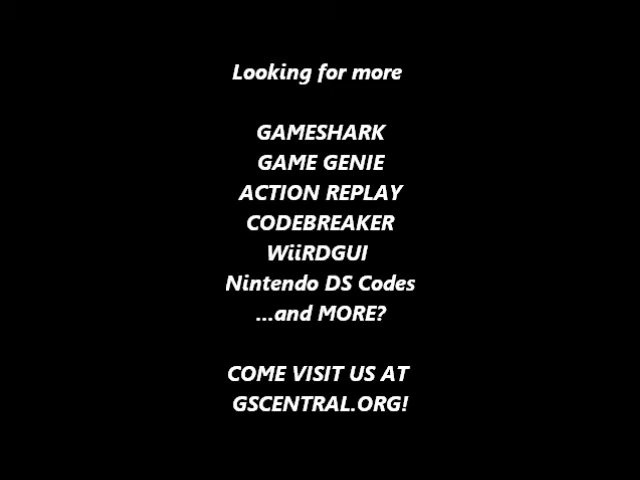 Looking for more
GAMESHARK
GAME GENIE
ACTION REPLAY
CODEBREAKER
WiiRDGUI
Nintendo DS Codes
...and MORE?
COME VISIT US AT
GSCENTRAL.ORG!